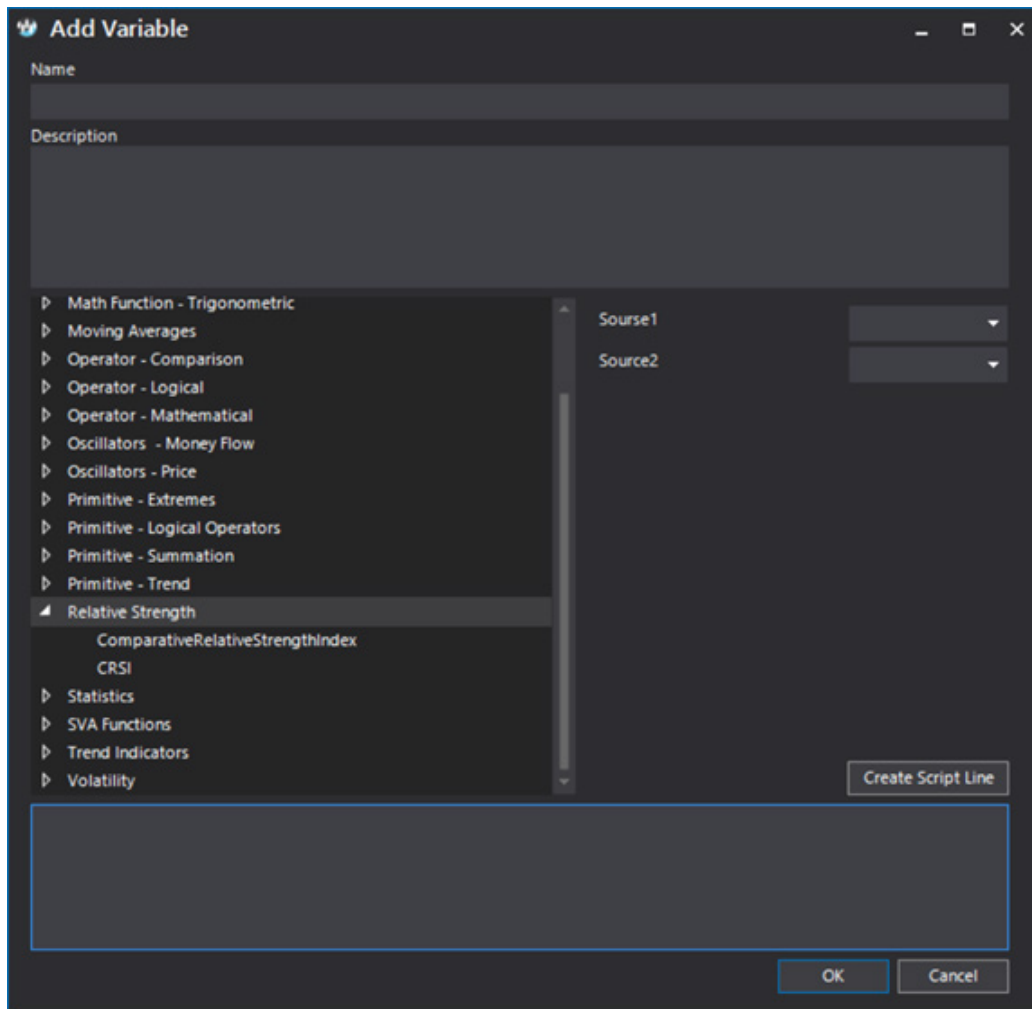 Add Variable
Name
Description
Math Function - Trigonometric
Moving Averages
Operator - Comparison
Operator - Logical
Operator - Mathematical
Oscillators  - Money Flow
Oscillators - Price
Primitive - Extremes
Primitive - Logical Operators
Primitive - Summation
Primitive - Trend
Relative Strength
ComparativeRelativeStrengthIndex
CRSI
Statistics
SVA Functions
Trend Indicators
Volatility
Sourse1
Source2
Create Script Line
OK
Cancel